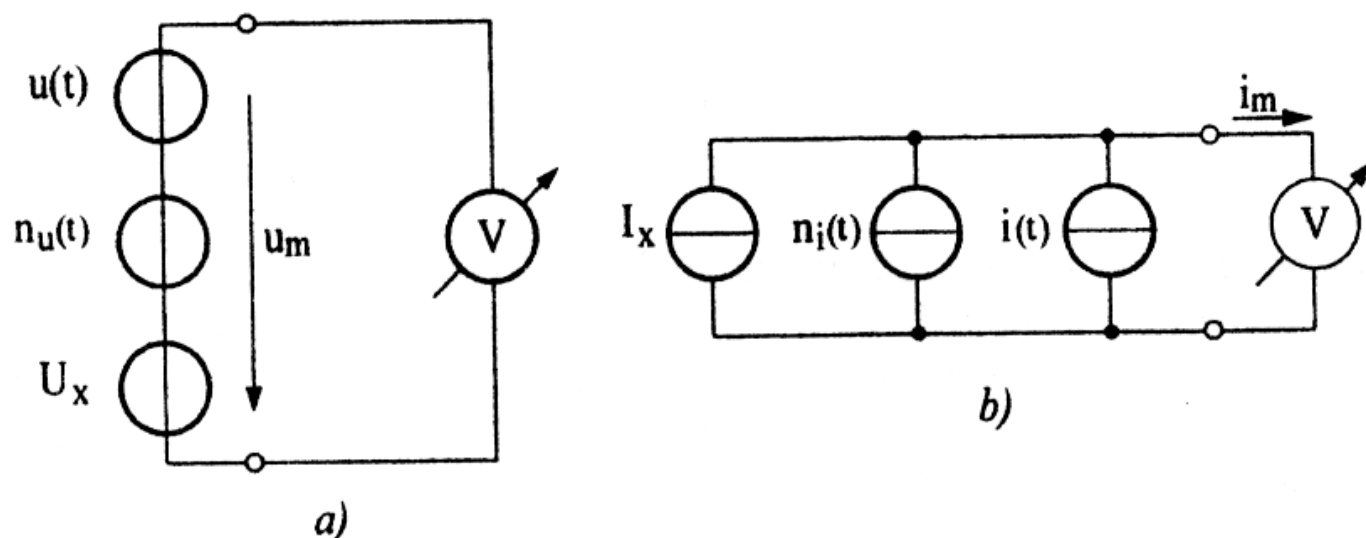 u(t)
n_u(t)
u_m
V
U_x
a)
i_m
I_x
n_i(t)
i(t)
V
b)